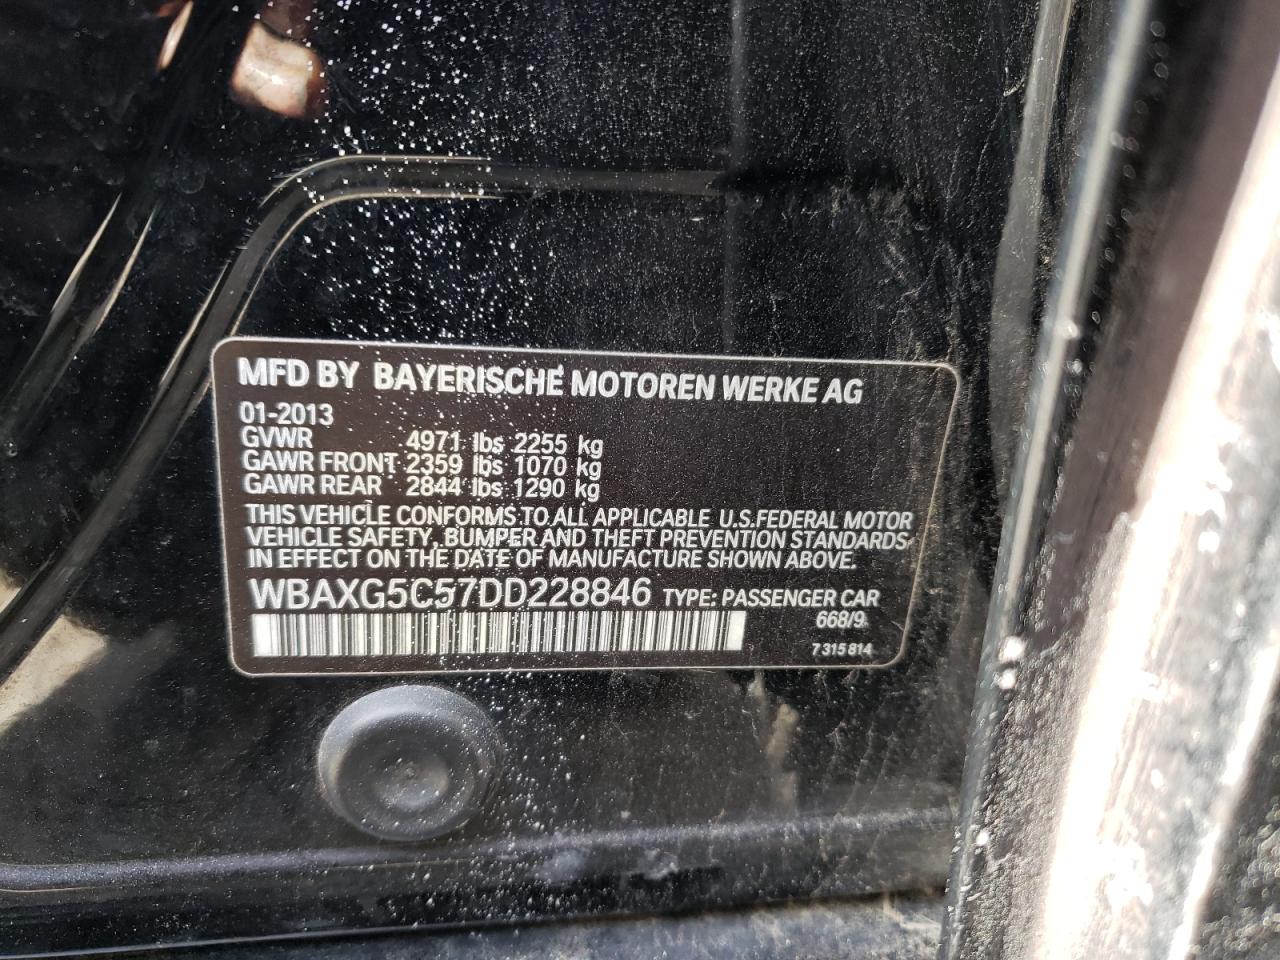 MFD BY BAYERISCHE MOTOREN WERKE AG
01-2013
GVWR 4971 lbs 2255 kg
GAWR FRONT 2359 lbs 1070 kg
GAWR REAR 2844 lbs 1290 kg
THIS VEHICLE CONFORMS TO ALL APPLICABLE U.S.FEDERAL MOTOR
VEHICLE SAFETY, BUMPER AND THEFT PREVENTION STANDARDS
IN EFFECT ON THE DATE OF MANUFACTURE SHOWN ABOVE.
WBAXG5C57DD228846 TYPE: PASSENGER CAR
668/9
7 315 814